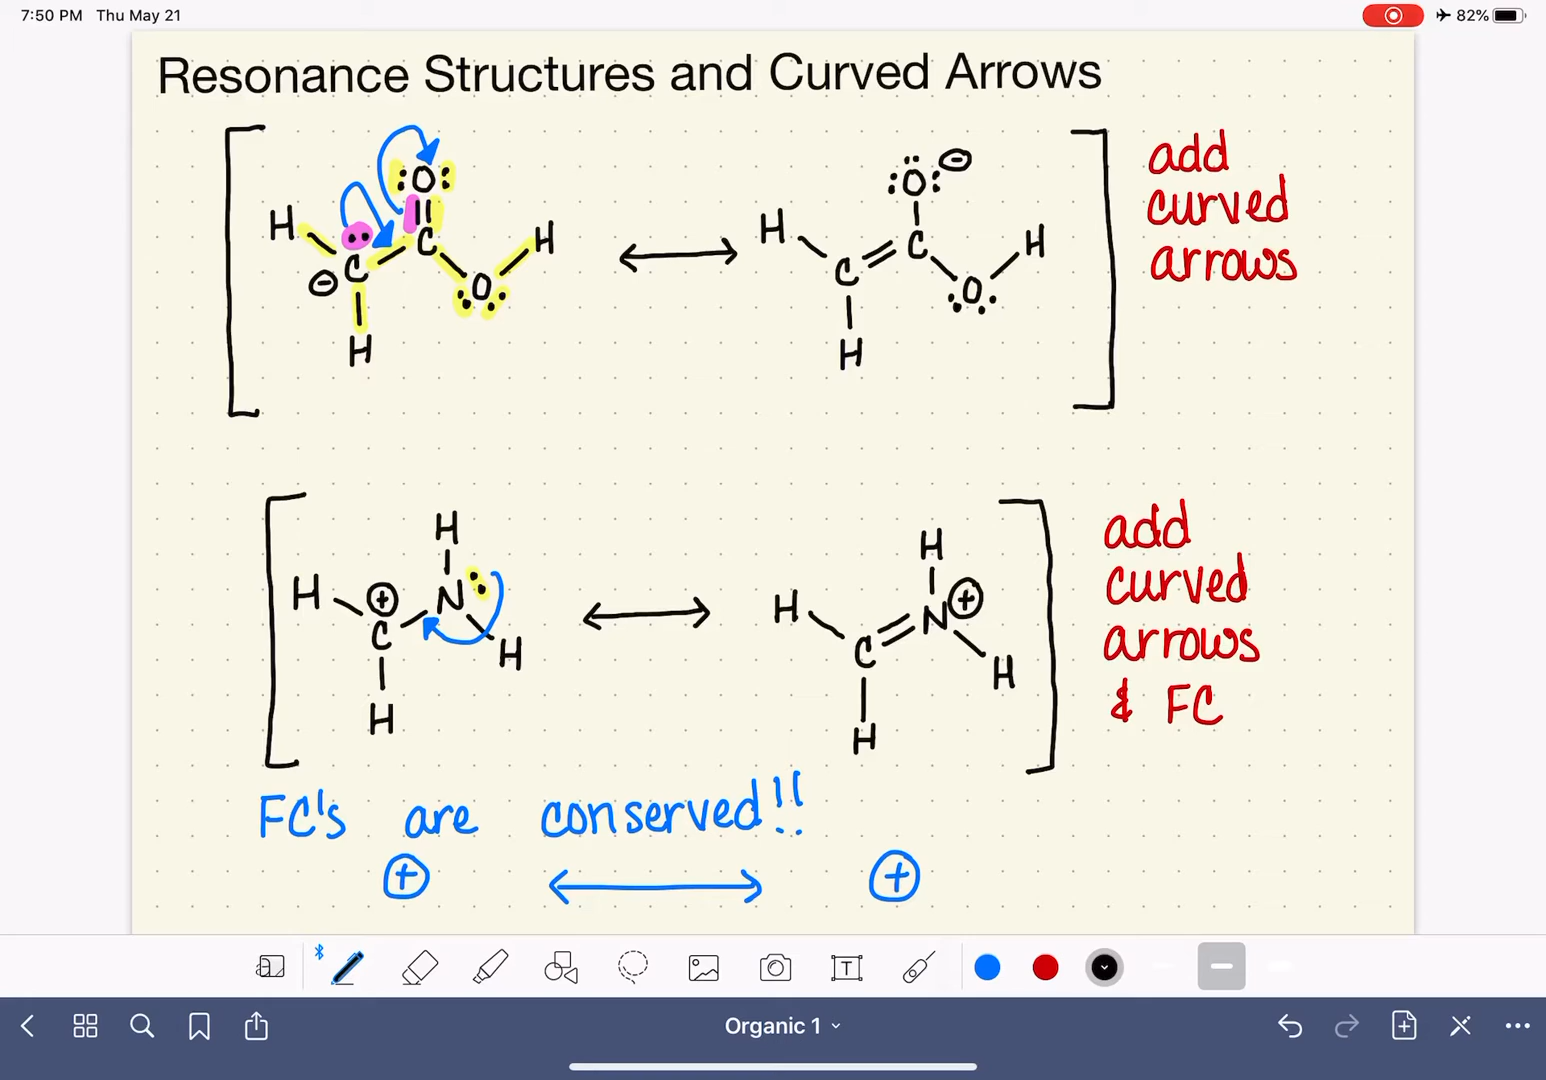 7:50 PM Thu May 21
82%
Resonance Structures and Curved Arrows
:O:
H
C
H
⊖ C
O
H
Ö: ⊖
H
C
H
C
O
H
add
curved
arrows
H
H
⊕
N:
C
H
H
H
H
N⊕
C
H
H
add
curved
arrows
& FC
FC's are conserved!!
⊕ ⟷ ⊕
T
Organic 1